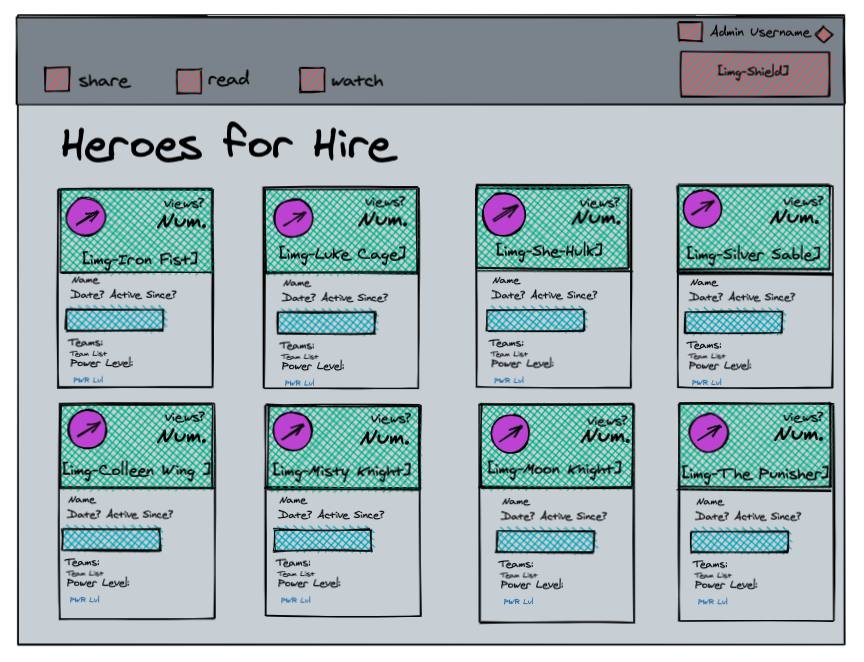 Admin Username
[img-Shield]
share read watch
Heroes for Hire
views?
Num.
[img-Iron Fist]
Name
Date? Active Since?
Teams:
Team List
Power Level:
PWR Lvl
views?
Num.
[img-Luke Cage]
Name
Date? Active Since?
Teams:
Team List
Power Level:
PWR Lvl
views?
Num.
[img-She-Hulk]
Name
Date? Active Since?
Teams:
Team List
Power Level:
PWR Lvl
views?
Num.
[img-Silver Sable]
Name
Date? Active Since?
Teams:
Team List
Power Level:
PWR Lvl
views?
Num.
[img-Colleen Wing ]
Name
Date? Active Since?
Teams:
Team List
Power Level:
PWR Lvl
views?
Num.
[img-Misty Knight]
Name
Date? Active Since?
Teams:
Team List
Power Level:
PWR Lvl
views?
Num.
[img-Moon Knight]
Name
Date? Active Since?
Teams:
Team List
Power Level:
PWR Lvl
views?
Num.
[img-The Punisher]
Name
Date? Active Since?
Teams:
Team List
Power Level:
PWR Lvl